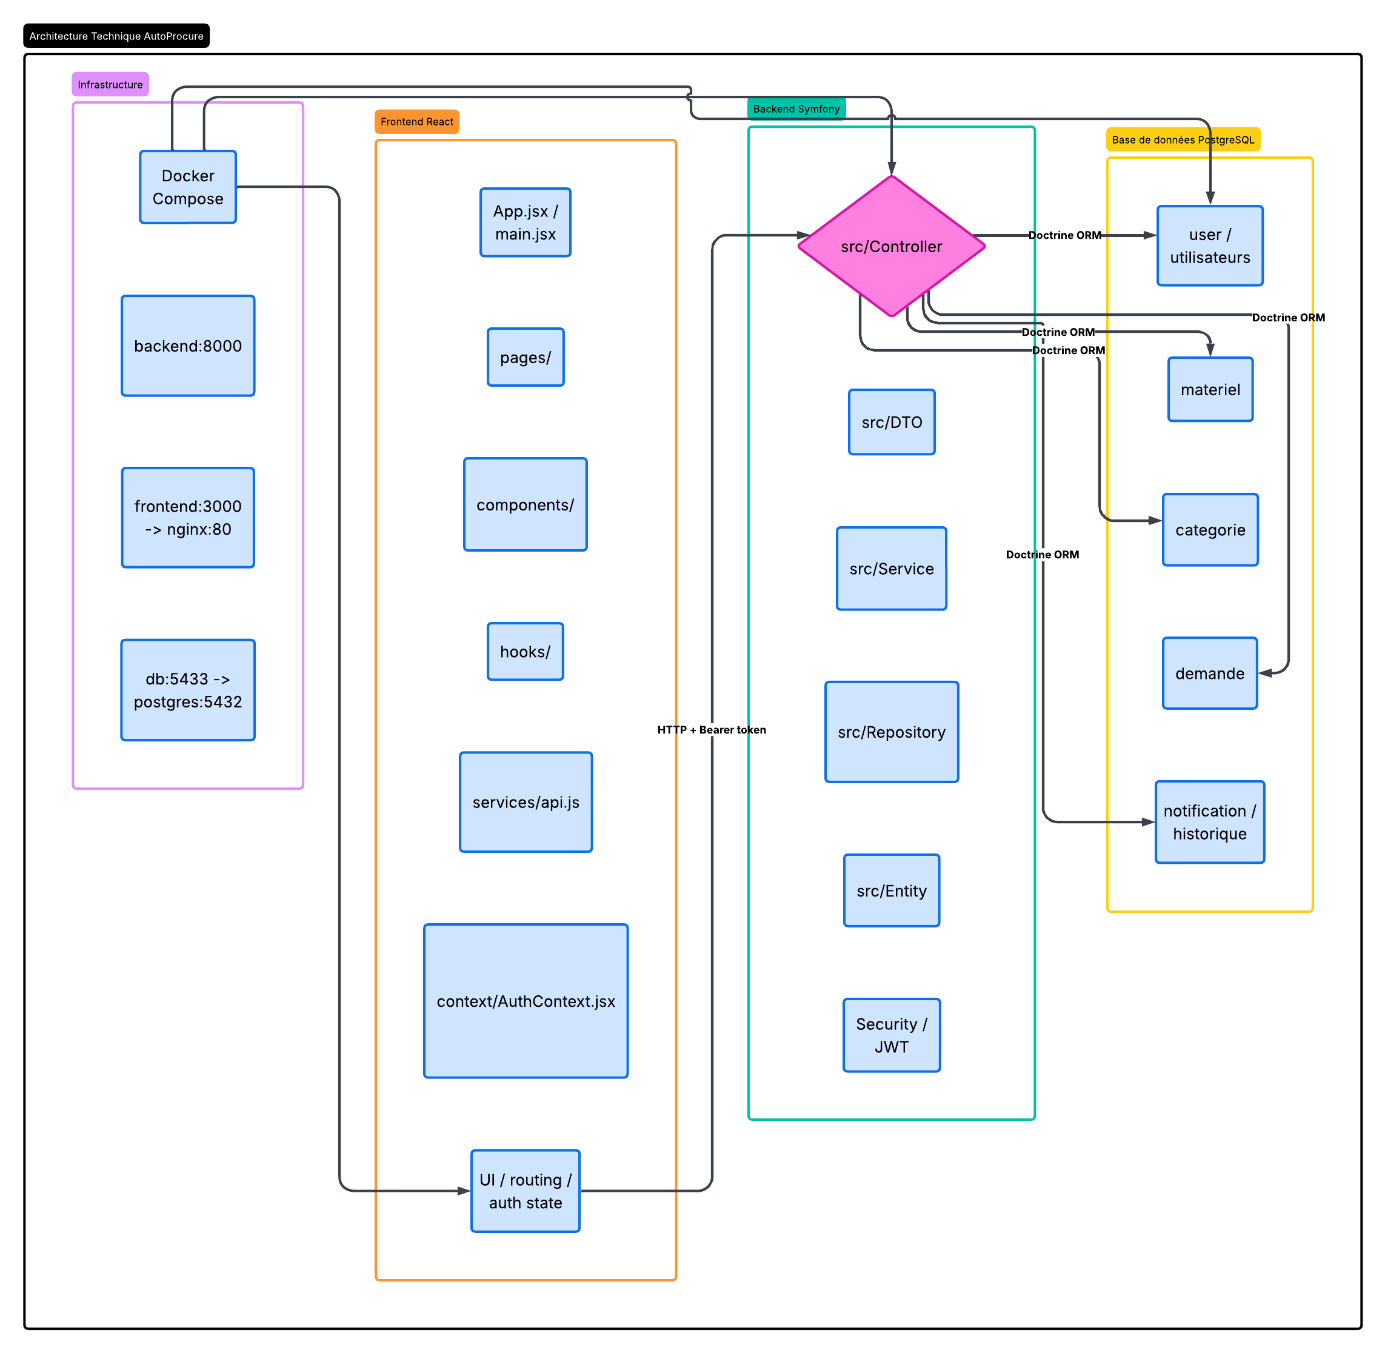 Architecture Technique AutoProcure
Infrastructure
Docker
Compose
backend:8000
frontend:3000
-> nginx:80
db:5433 ->
postgres:5432
Frontend React
App.jsx /
main.jsx
pages/
components/
hooks/
services/api.js
context/AuthContext.jsx
UI / routing /
auth state
HTTP + Bearer token
Backend Symfony
src/Controller
src/DTO
src/Service
src/Repository
src/Entity
Security /
JWT
Doctrine ORM
Doctrine ORM
Doctrine ORM
Doctrine ORM
Doctrine ORM
Base de données PostgreSQL
user /
utilisateurs
materiel
categorie
demande
notification /
historique